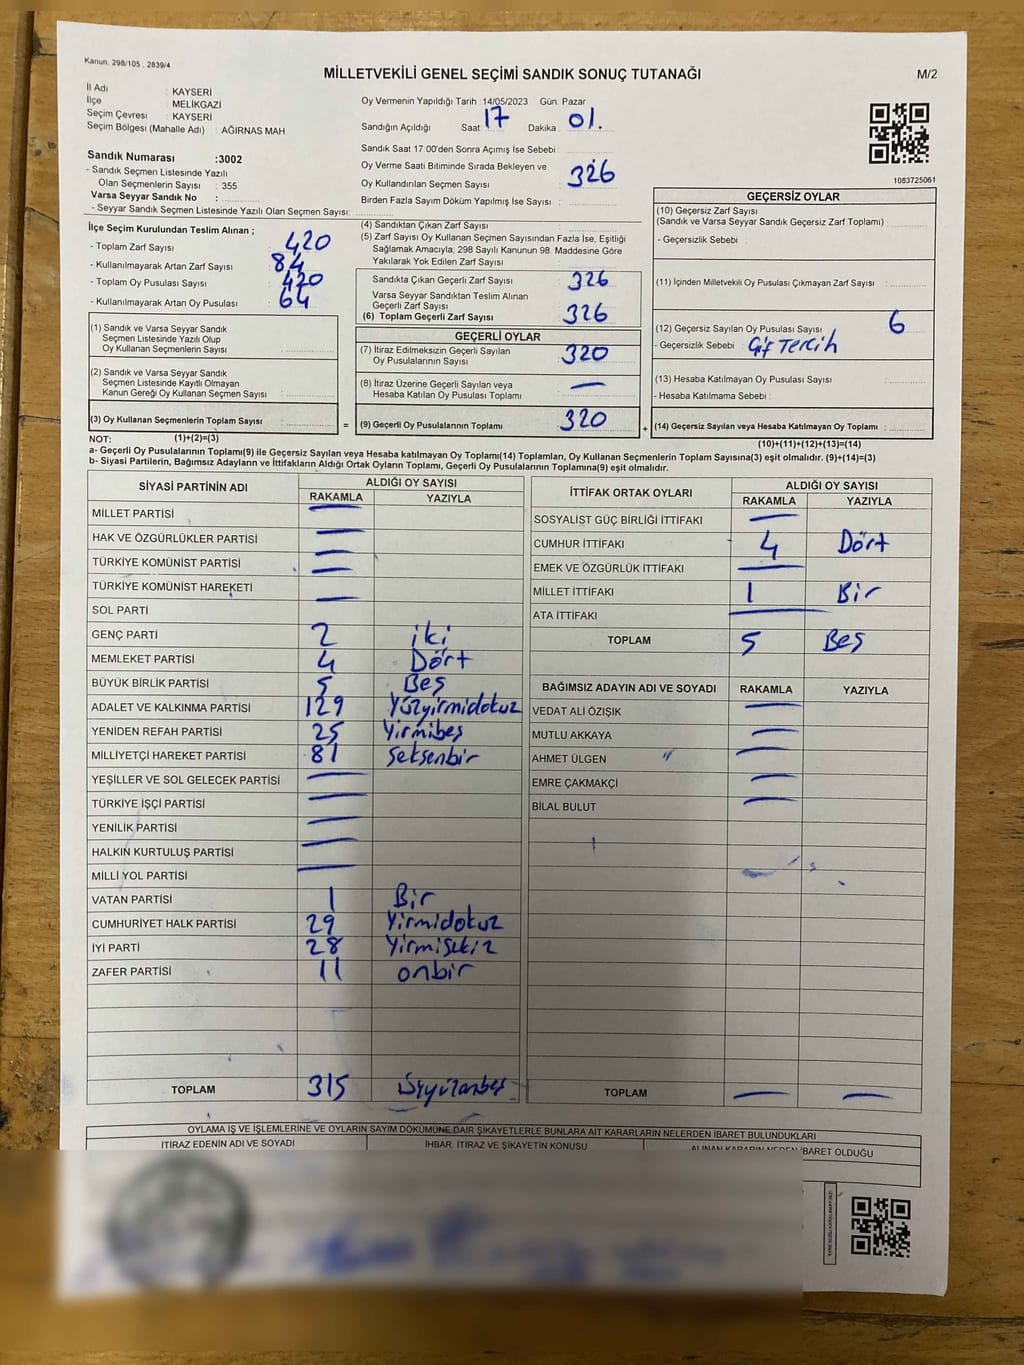 Kanun. 298/105 , 2839/4
MİLLETVEKİLİ GENEL SEÇİMİ SANDIK SONUÇ TUTANAĞI
M/2
İl Adı : KAYSERİ
İlçe : MELİKGAZİ
Seçim Çevresi : KAYSERİ
Seçim Bölgesi (Mahalle Adı) : AĞIRNAS MAH
Sandık Numarası :3002
- Sandık Seçmen Listesinde Yazılı
Olan Seçmenlerin Sayısı : 355
Varsa Seyyar Sandık No :
- Seyyar Sandık Seçmen Listesinde Yazılı Olan Seçmen Sayısı:
Oy Vermenin Yapıldığı Tarih :14/05/2023 Gün: Pazar
Sandığın Açıldığı Saat : 17 Dakika : 01.
Sandık Saat 17:00'den Sonra Açılmış İse Sebebi :
Oy Verme Saati Bitiminde Sırada Bekleyen ve
Oy Kullandırılan Seçmen Sayısı : 326
Birden Fazla Sayım Döküm Yapılmış İse Sayısı :
1083725061
İlçe Seçim Kurulundan Teslim Alınan ;
- Toplam Zarf Sayısı : 420
- Kullanılmayarak Artan Zarf Sayısı : 84
- Toplam Oy Pusulası Sayısı : 420
- Kullanılmayarak Artan Oy Pusulası : 64
(1) Sandık ve Varsa Seyyar Sandık
Seçmen Listesinde Yazılı Olup
Oy Kullanan Seçmenlerin Sayısı :
(2) Sandık ve Varsa Seyyar Sandık
Seçmen Listesinde Kayıtlı Olmayan
Kanun Gereği Oy Kullanan Seçmen Sayısı :
(3) Oy Kullanan Seçmenlerin Toplam Sayısı :
(4) Sandıktan Çıkan Zarf Sayısı :
(5) Zarf Sayısı Oy Kullanan Seçmen Sayısından Fazla İse, Eşitliği
Sağlamak Amacıyla, 298 Sayılı Kanunun 98. Maddesine Göre
Yakılarak Yok Edilen Zarf Sayısı :
Sandıkta Çıkan Geçerli Zarf Sayısı : 326
Varsa Seyyar Sandıktan Teslim Alınan
Geçerli Zarf Sayısı :
(6) Toplam Geçerli Zarf Sayısı : 326
GEÇERLİ OYLAR
(7) İtiraz Edilmeksizin Geçerli Sayılan
Oy Pusulalarının Sayısı : 320
(8) İtiraz Üzerine Geçerli Sayılan veya
Hesaba Katılan Oy Pusulası Toplamı : —
= (9) Geçerli Oy Pusulalarının Toplamı : 320
GEÇERSİZ OYLAR
(10) Geçersiz Zarf Sayısı
(Sandık ve Varsa Seyyar Sandık Geçersiz Zarf Toplamı) :
- Geçersizlik Sebebi :
(11) İçinden Milletvekili Oy Pusulası Çıkmayan Zarf Sayısı :
(12) Geçersiz Sayılan Oy Pusulası Sayısı : 6
- Geçersizlik Sebebi : Çif Tercih
(13) Hesaba Katılmayan Oy Pusulası Sayısı :
- Hesaba Katılmama Sebebi :
+ (14) Geçersiz Sayılan veya Hesaba Katılmayan Oy Toplamı :
NOT: (1)+(2)=(3) (10)+(11)+(12)+(13)=(14)
a- Geçerli Oy Pusulalarının Toplamı(9) ile Geçersiz Sayılan veya Hesaba katılmayan Oy Toplamı(14) Toplamları, Oy Kullanan Seçmenlerin Toplam Sayısına(3) eşit olmalıdır. (9)+(14)=(3)
b- Siyasi Partilerin, Bağımsız Adayların ve İttifakların Aldığı Ortak Oyların Toplamı, Geçerli Oy Pusulalarının Toplamına(9) eşit olmalıdır.
SİYASİ PARTİNİN ADI ALDIĞI OY SAYISI
RAKAMLA YAZIYLA
MİLLET PARTİSİ —
HAK VE ÖZGÜRLÜKLER PARTİSİ —
TÜRKİYE KOMÜNİST PARTİSİ —
TÜRKİYE KOMÜNİST HAREKETİ —
SOL PARTİ —
GENÇ PARTİ 2 iki
MEMLEKET PARTİSİ 4 Dört
BÜYÜK BİRLİK PARTİSİ 5 Beş
ADALET VE KALKINMA PARTİSİ 129 Yüzyirmidokuz
YENİDEN REFAH PARTİSİ 25 Yirmibeş
MİLLİYETÇİ HAREKET PARTİSİ 81 Seksenbir
YEŞİLLER VE SOL GELECEK PARTİSİ —
TÜRKİYE İŞÇİ PARTİSİ —
YENİLİK PARTİSİ —
HALKIN KURTULUŞ PARTİSİ —
MİLLİ YOL PARTİSİ —
VATAN PARTİSİ 1 Bir
CUMHURİYET HALK PARTİSİ 29 Yirmidokuz
İYİ PARTİ 28 Yirmisekiz
ZAFER PARTİSİ 11 onbir
TOPLAM 315 Üçyüzonbeş
İTTİFAK ORTAK OYLARI ALDIĞI OY SAYISI
RAKAMLA YAZIYLA
SOSYALİST GÜÇ BİRLİĞİ İTTİFAKI —
CUMHUR İTTİFAKI 4 Dört
EMEK VE ÖZGÜRLÜK İTTİFAKI —
MİLLET İTTİFAKI 1 Bir
ATA İTTİFAKI —
TOPLAM 5 Beş
BAĞIMSIZ ADAYIN ADI VE SOYADI RAKAMLA YAZIYLA
VEDAT ALİ ÖZIŞIK —
MUTLU AKKAYA —
AHMET ÜLGEN —
EMRE ÇAKMAKÇİ —
BİLAL BULUT —
TOPLAM — —
OYLAMA İŞ VE İŞLEMLERİNE VE OYLARIN SAYIM DÖKÜMÜNE DAİR ŞİKAYETLERLE BUNLARA AİT KARARLARIN NELERDEN İBARET BULUNDUKLARI
İTİRAZ EDENİN ADI VE SOYADI İHBAR, İTİRAZ VE ŞİKAYETİN KONUSU ALINAN KARARIN NEDEN İBARET OLDUĞU